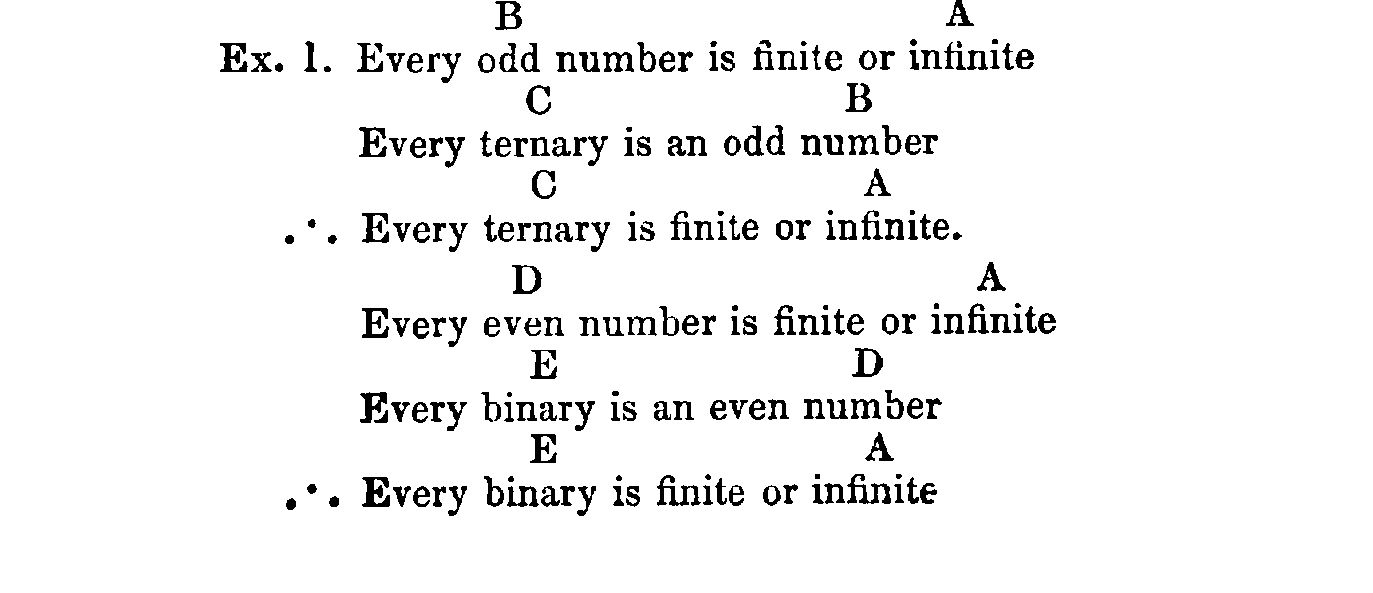 B A
Ex. 1. Every odd number is finite or infinite
C B
Every ternary is an odd number
C A
.·. Every ternary is finite or infinite.
D A
Every even number is finite or infinite
E D
Every binary is an even number
E A
.·. Every binary is finite or infinite